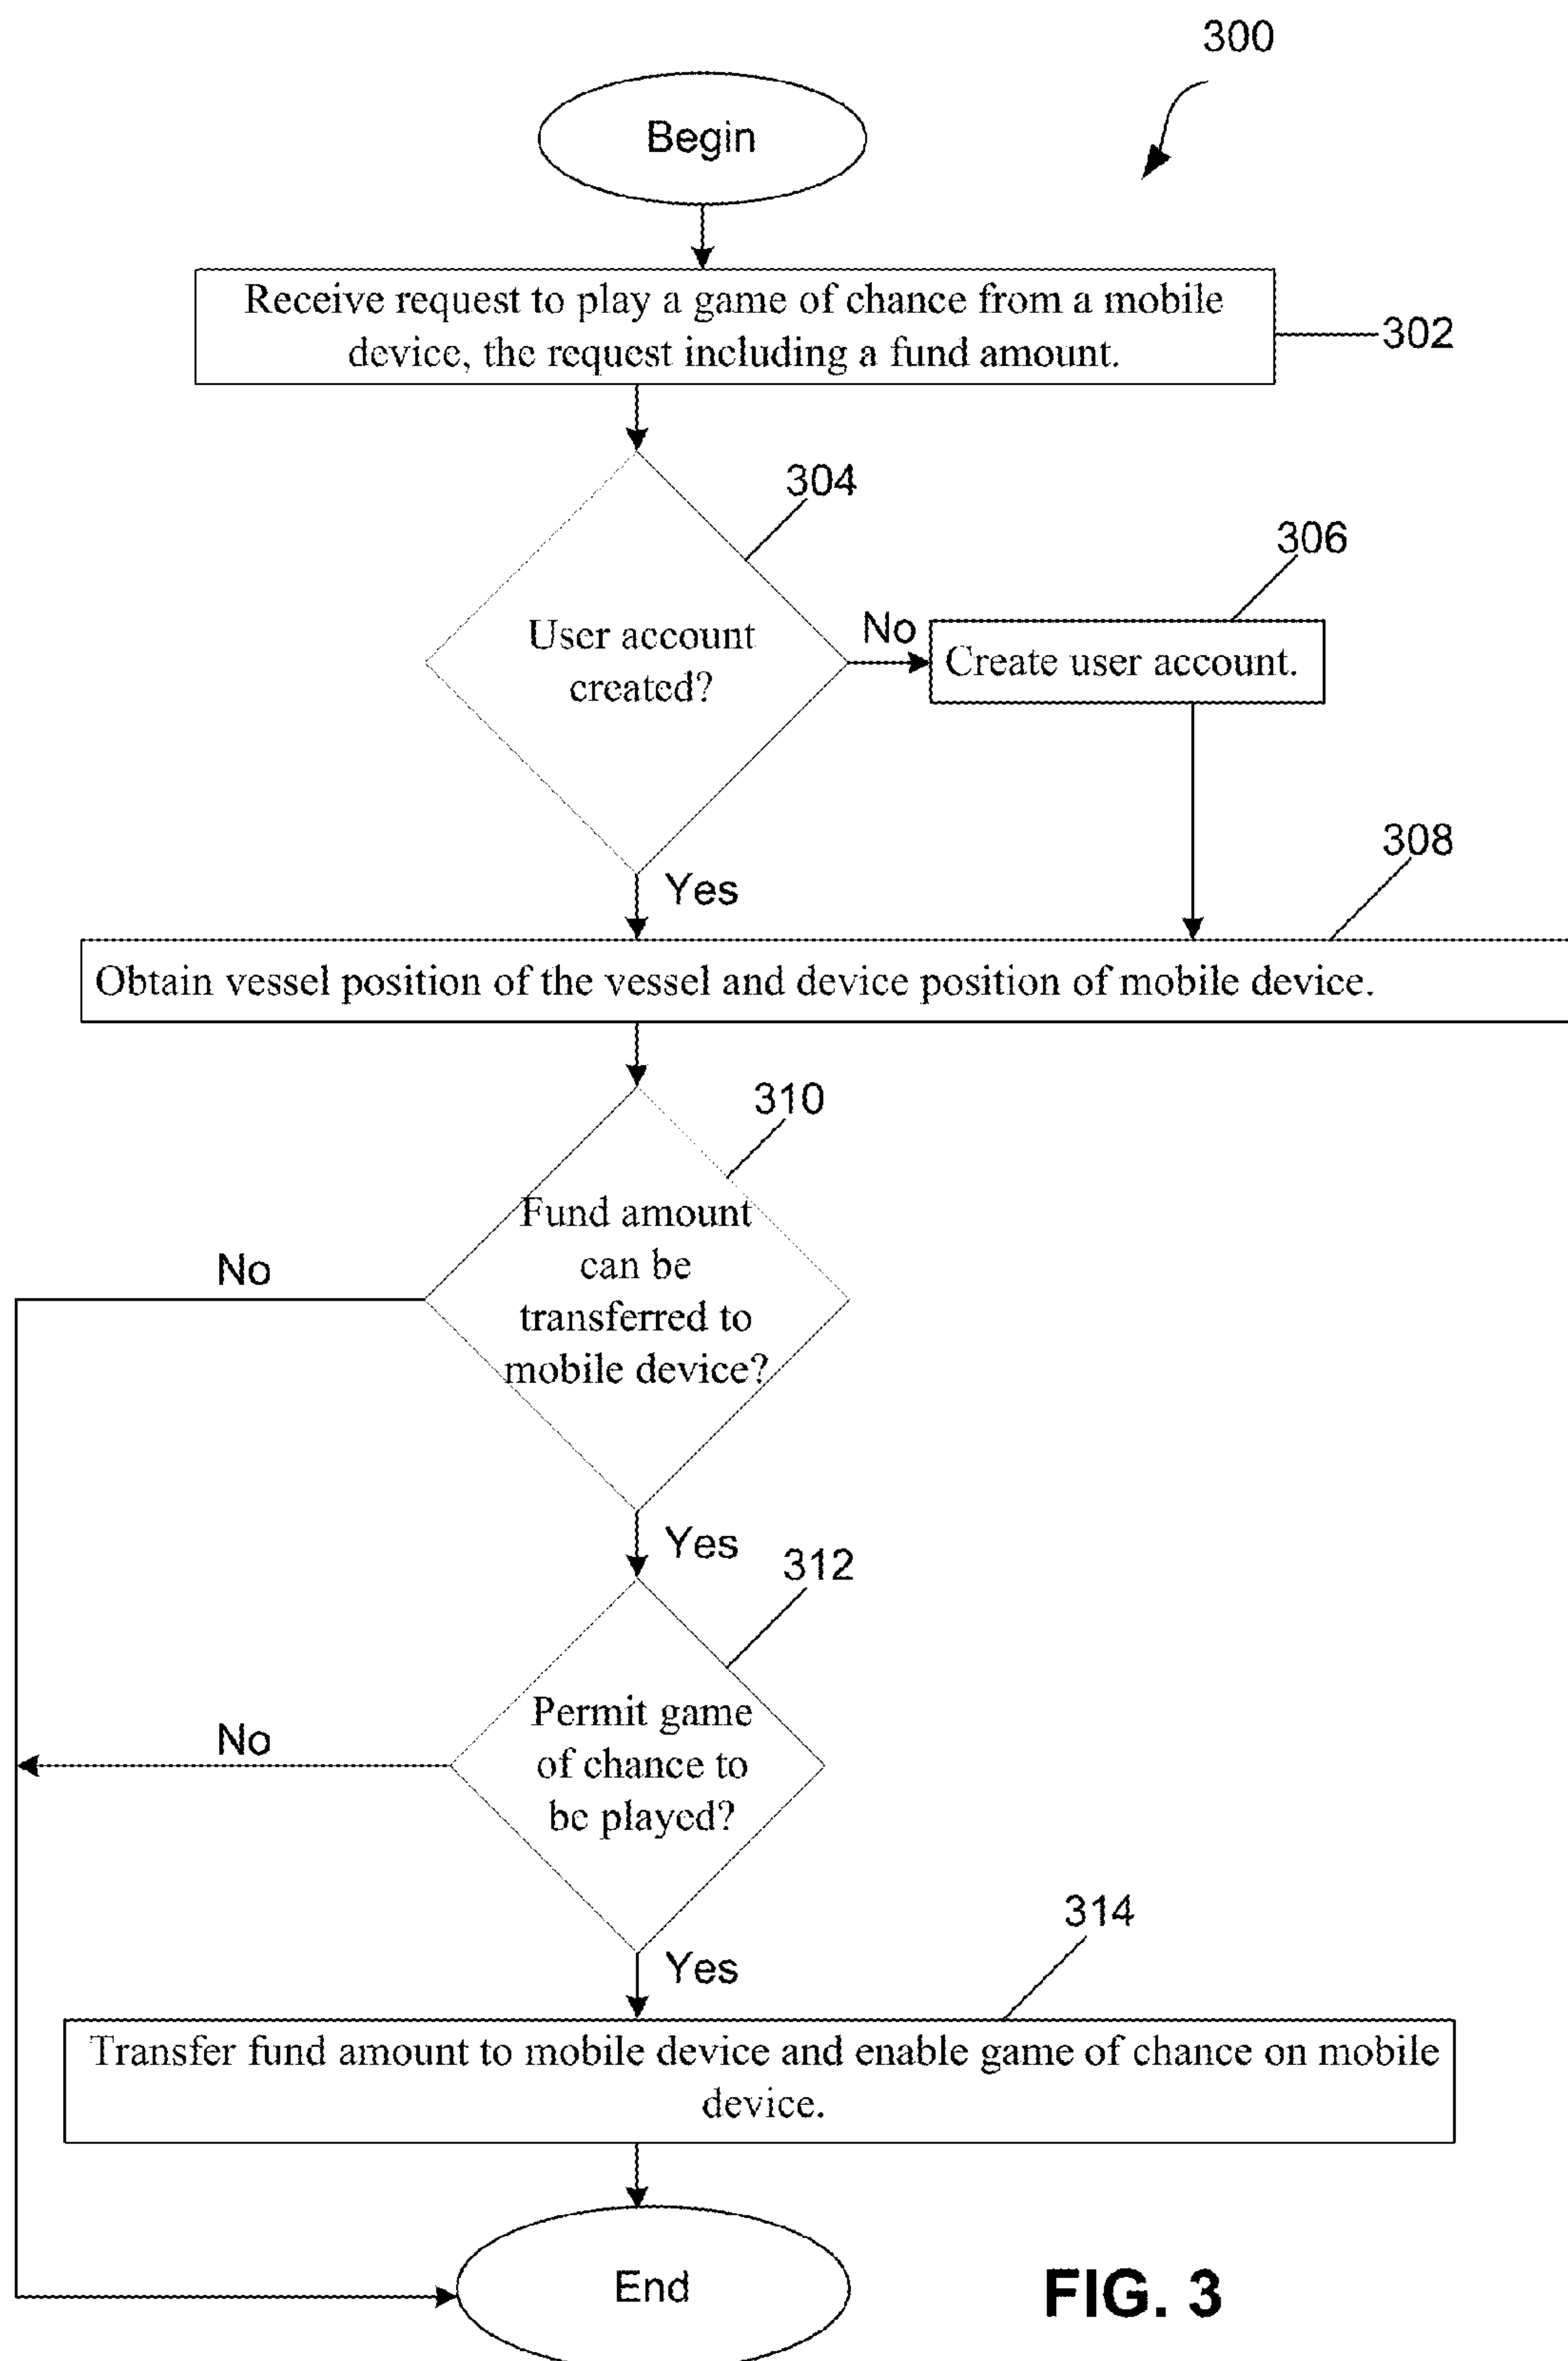 300
Begin
Receive request to play a game of chance from a mobile
device, the request including a fund amount.
302
304
306
User account
created?
No
Create user account.
Yes
308
Obtain vessel position of the vessel and device position of mobile device.
310
Fund amount
can be
transferred to
mobile device?
No
Yes
312
Permit game
of chance to
be played?
No
Yes
314
Transfer fund amount to mobile device and enable game of chance on mobile
device.
End
FIG. 3